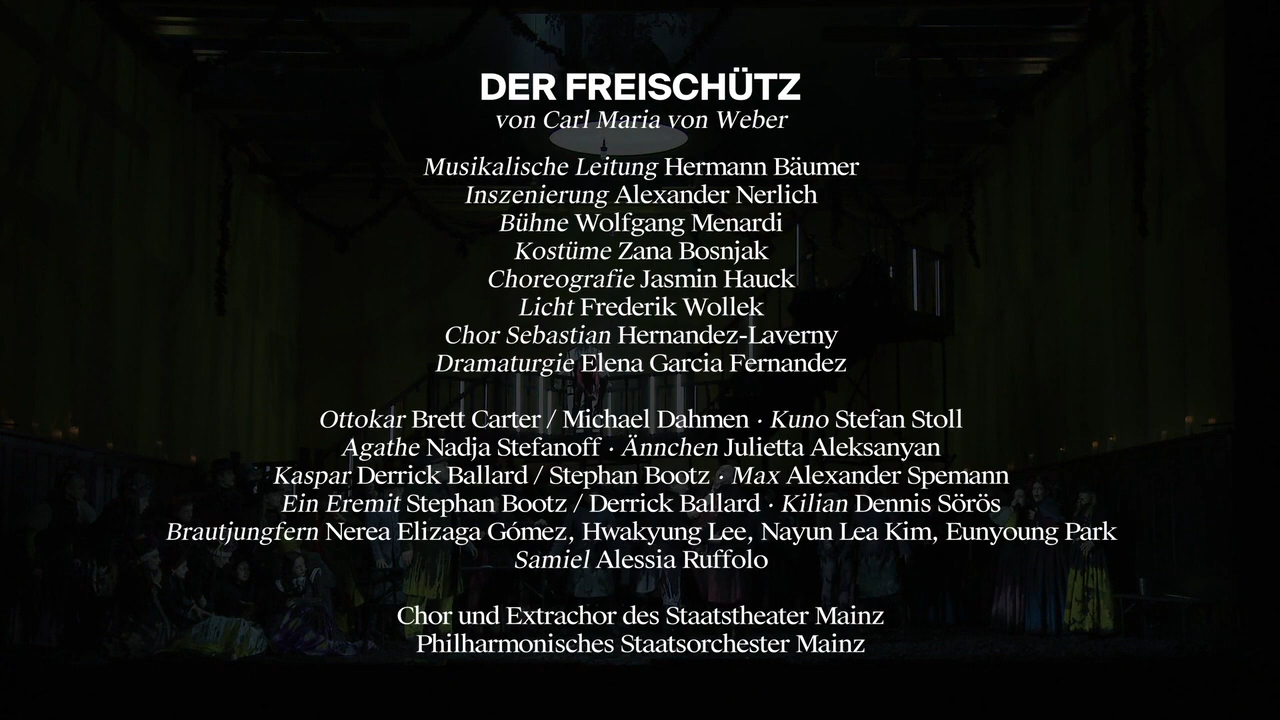 DER FREISCHÜTZ
von Carl Maria von Weber
Musikalische Leitung Hermann Bäumer
Inszenierung Alexander Nerlich
Bühne Wolfgang Menardi
Kostüme Zana Bosnjak
Choreografie Jasmin Hauck
Licht Frederik Wollek
Chor Sebastian Hernandez-Laverny
Dramaturgie Elena Garcia Fernandez
Ottokar Brett Carter / Michael Dahmen · Kuno Stefan Stoll
Agathe Nadja Stefanoff · Ännchen Julietta Aleksanyan
Kaspar Derrick Ballard / Stephan Bootz · Max Alexander Spemann
Ein Eremit Stephan Bootz / Derrick Ballard · Kilian Dennis Sörös
Brautjungfern Nerea Elizaga Gómez, Hwakyung Lee, Nayun Lea Kim, Eunyoung Park
Samiel Alessia Ruffolo
Chor und Extrachor des Staatstheater Mainz
Philharmonisches Staatsorchester Mainz